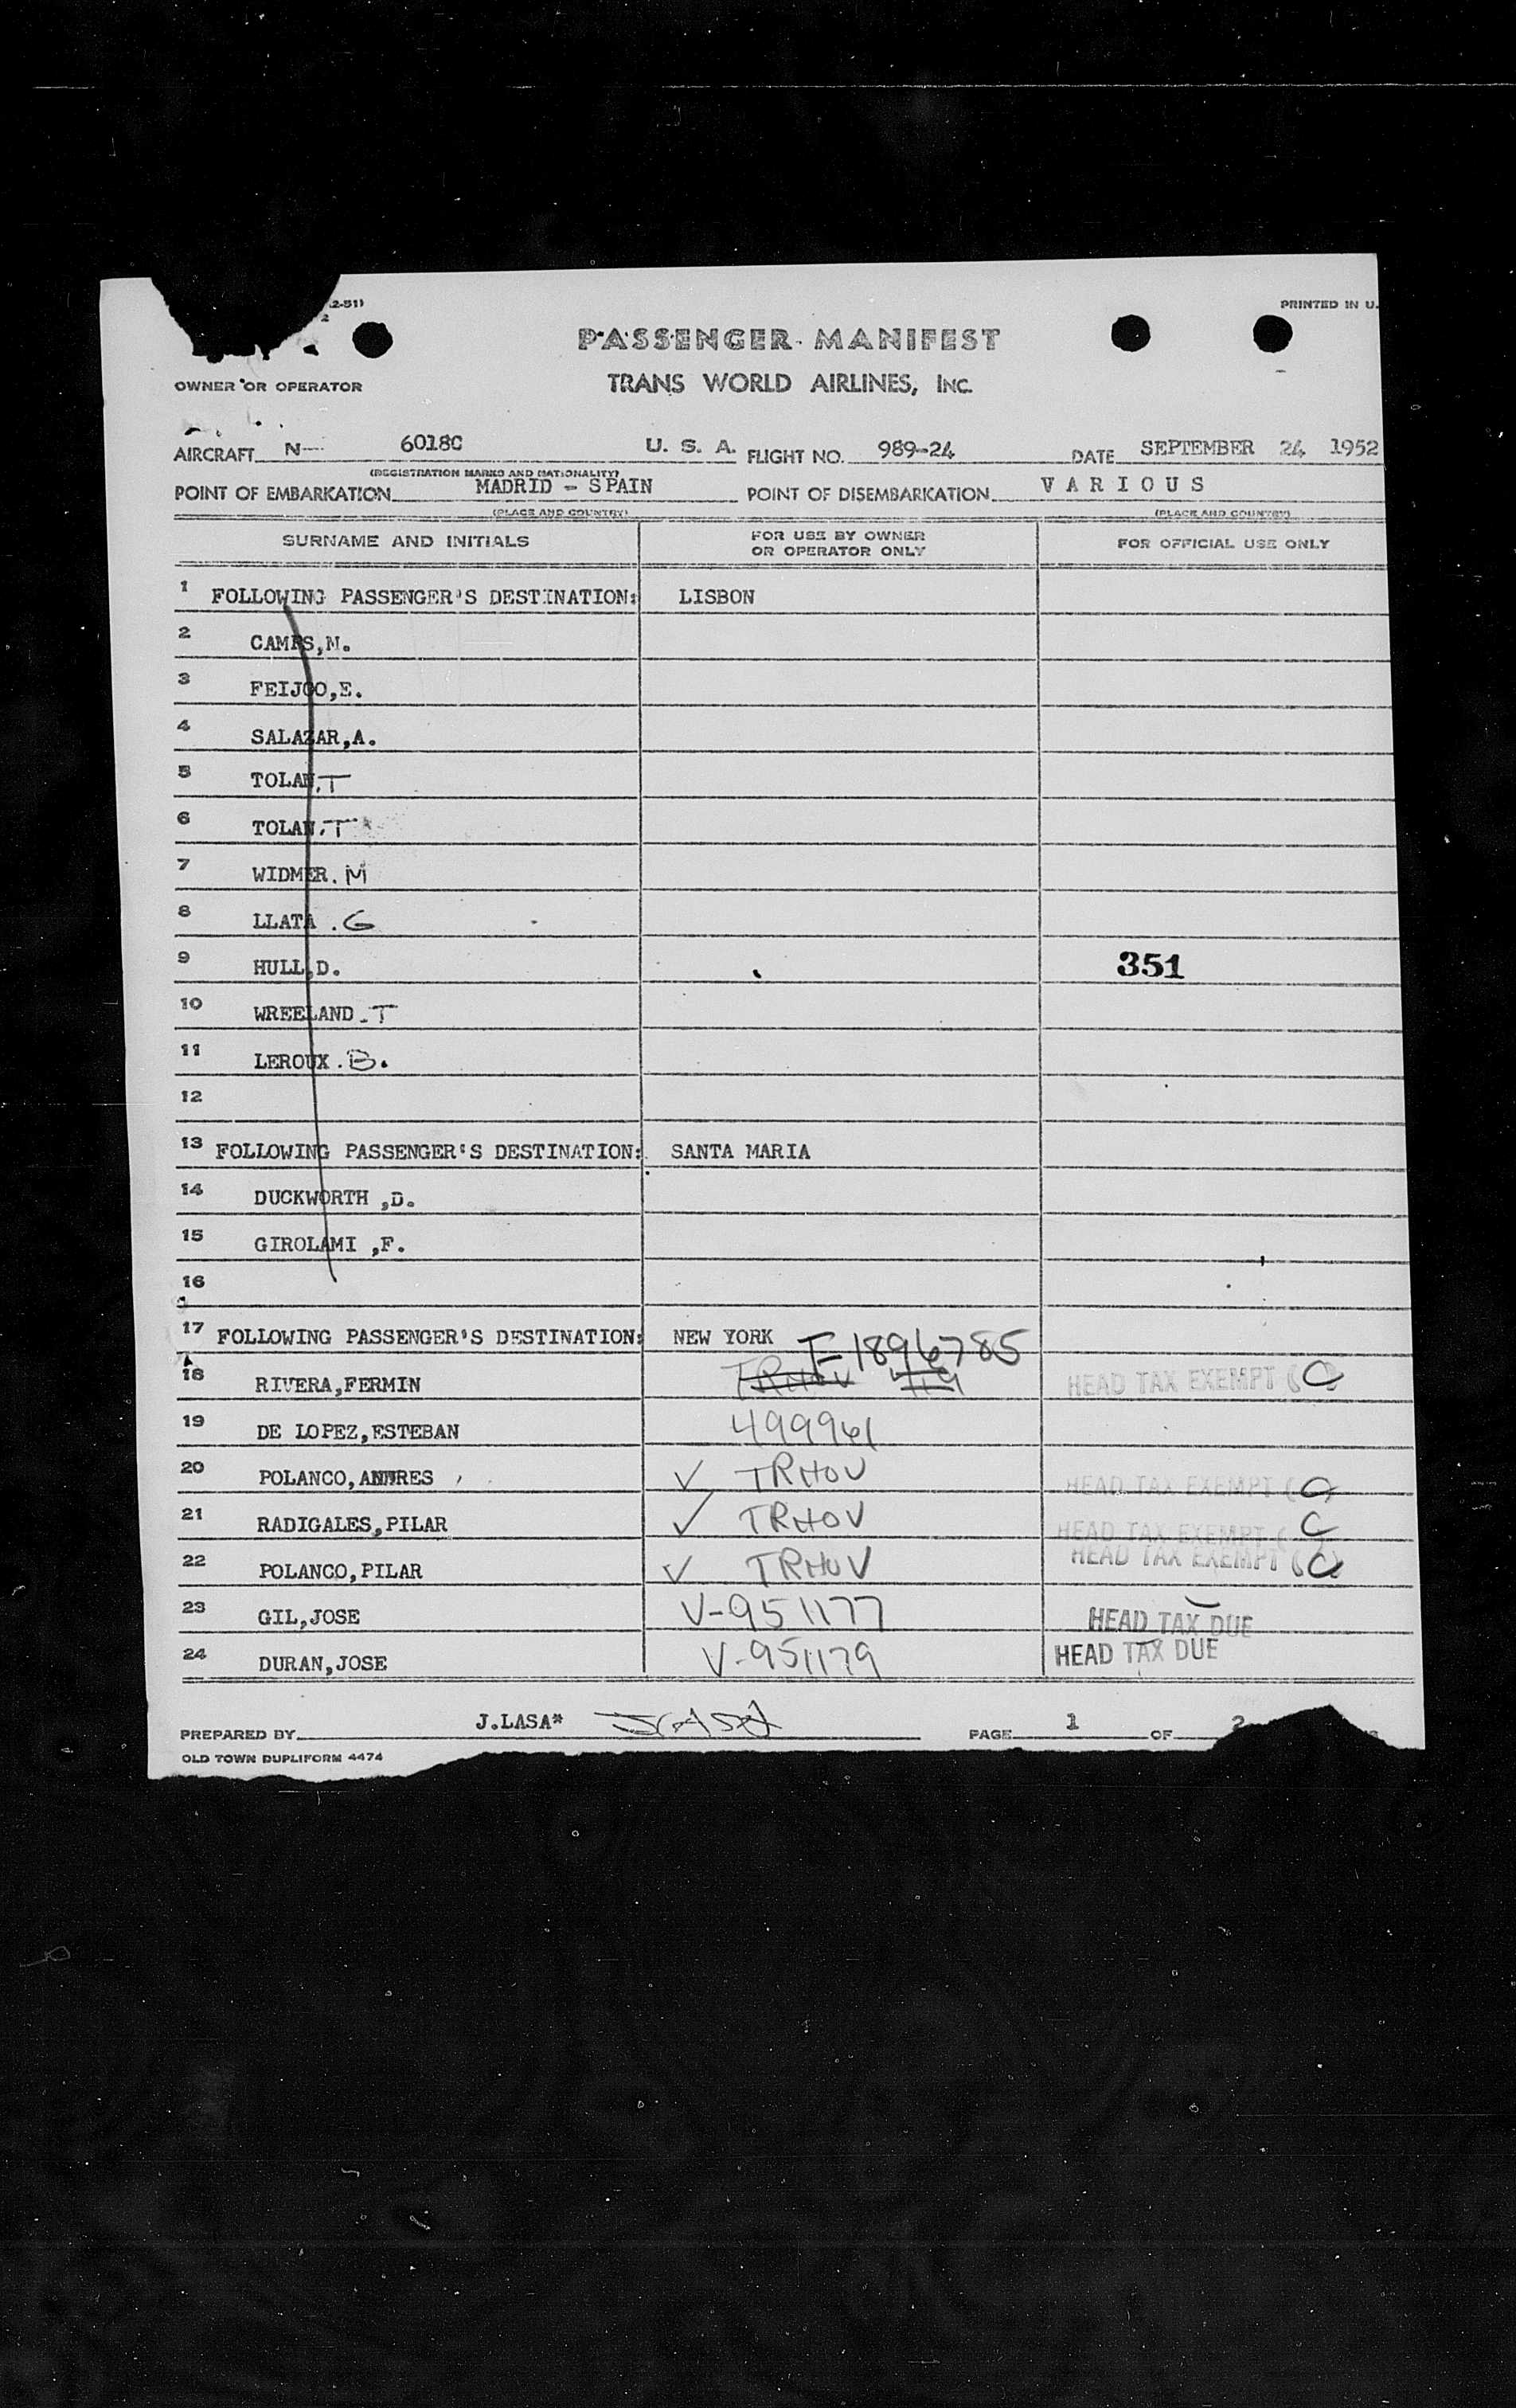 2-51)
2
PRINTED IN U.
PASSENGER MANIFEST
OWNER OR OPERATOR
TRANS WORLD AIRLINES, INC.
AIRCRAFT N- 6018C U. S. A. FLIGHT NO. 989-24 DATE SEPTEMBER 24 1952
(REGISTRATION MARKS AND NATIONALITY)
POINT OF EMBARKATION MADRID - SPAIN POINT OF DISEMBARKATION VARIOUS
(PLACE AND COUNTRY) (PLACE AND COUNTRY)
SURNAME AND INITIALS FOR USE BY OWNER OR OPERATOR ONLY FOR OFFICIAL USE ONLY
1 FOLLOWING PASSENGER'S DESTINATION: LISBON
2 CAMPS,M.
3 FEIJOO,E.
4 SALAZAR,A.
5 TOLAN,T
6 TOLAN,T
7 WIDMER. M
8 LLATA .G
9 HULL,D. 351
10 WREELAND.T
11 LEROUX.B.
12
13 FOLLOWING PASSENGER'S DESTINATION: SANTA MARIA
14 DUCKWORTH ,D.
15 GIROLAMI ,F.
16
17 FOLLOWING PASSENGER'S DESTINATION: NEW YORK T-1896785
18 RIVERA,FERMIN TRHOV HEAD TAX EXEMPT (C)
19 DE LOPEZ,ESTEBAN 499961
20 POLANCO,ANDRES ✓ TRHOV HEAD TAX EXEMPT (C)
21 RADIGALES,PILAR ✓ TRHOV HEAD TAX EXEMPT (C)
22 POLANCO,PILAR ✓ TRHOV HEAD TAX EXEMPT (C)
23 GIL,JOSE V-951177 HEAD TAX DUE
24 DURAN,JOSE V-951179 HEAD TAX DUE
PREPARED BY J.LASA* PAGE 1 OF 2
OLD TOWN DUPLIFORM 4474